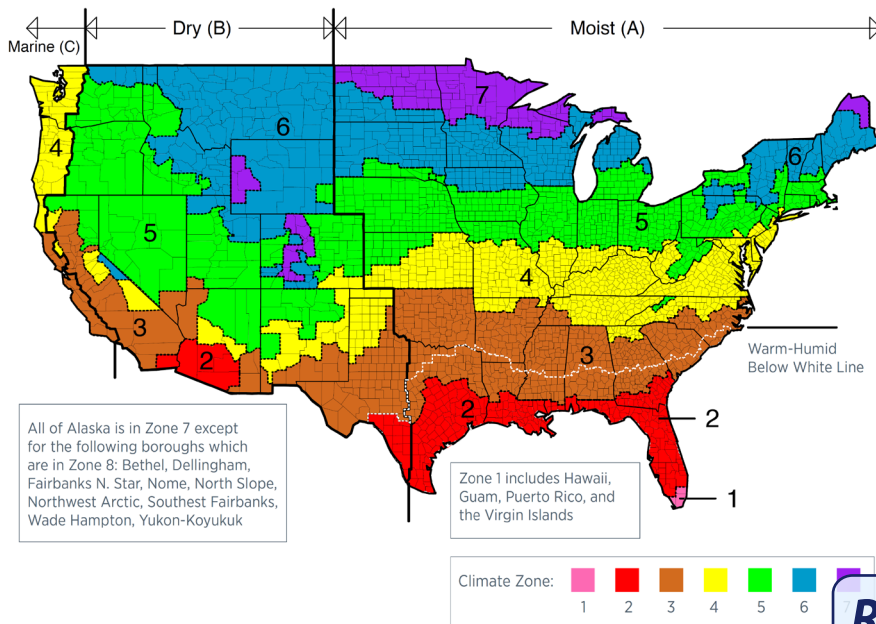 Marine (C)
Dry (B)
Moist (A)
7
6
4
6
5
5
4
3
3
2
2
Warm-Humid
Below White Line
2
1
All of Alaska is in Zone 7 except
for the following boroughs which
are in Zone 8: Bethel, Dellingham,
Fairbanks N. Star, Nome, North Slope,
Northwest Arctic, Southest Fairbanks,
Wade Hampton, Yukon-Koyukuk
Zone 1 includes Hawaii,
Guam, Puerto Rico, and
the Virgin Islands
Climate Zone:
1 2 3 4 5 6 7